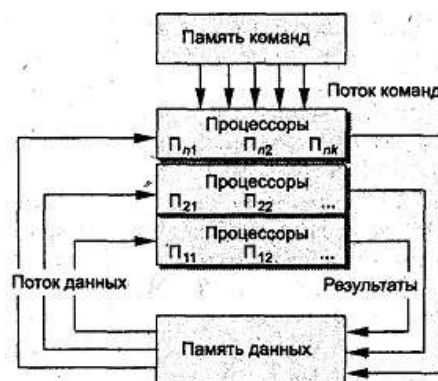 Память команд
Поток команд
Процессоры
Пn1 Пn2 Пnk
Процессоры
П21 П22 ...
Процессоры
П11 П12 ...
Поток данных
Результаты
Память данных